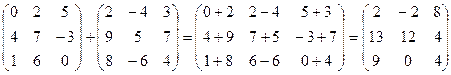 (0 2 5; 4 7 −3; 1 6 0) + (2 −4 3; 9 5 7; 8 −6 4) = (0+2 2−4 5+3; 4+9 7+5 −3+7; 1+8 6−6 0+4) = (2 −2 8; 13 12 4; 9 0 4)